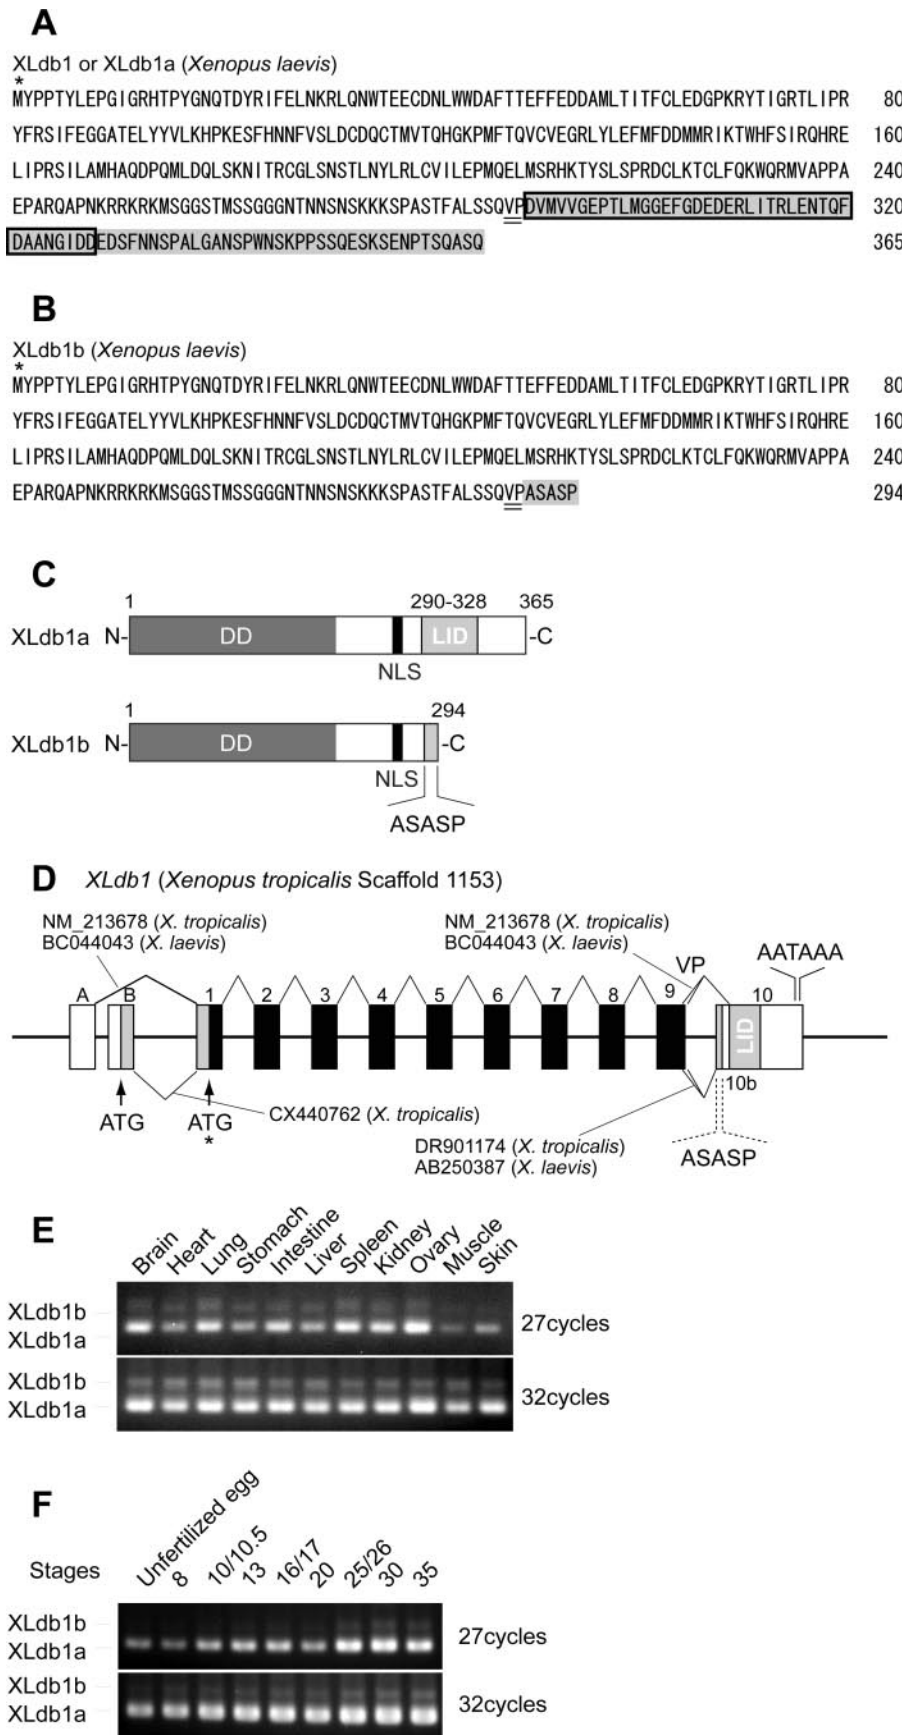 A
XLdb1 or XLdb1a (Xenopus laevis)
*
MYPPTYLEPGIGRHTPYGNQTDYRIFELNKRLQNWTEECDNLWWDAFTTEFFEDDAMLTITFCLEDGPKRYTIGRTLIPR 80
YFRSIFEGGATELYYVLKHPKESFHNNFVSLDCDQCTMVTQHGKPMFTQVCVEGRLYLEFMFDDMMRIKTWHFSIRQHRE 160
LIPRSILAMHAQDPQMLDQLSKNITRCGLSNSTLNYLRLCVILEPMQELMSRHKTYSLSPRDCLKTCLFQKWQRMVAPPA 240
EPARQAPNKRRKRKMSGGSTMSSGGGNTNNSNSKKKSPASTFALSSQVPDVMVVGEPTLMGGEFGDEDERLITRLENTQF 320
DAANGIDDEDSFNNSPALGANSPWNSKPPSSQESKSENPTSQASQ 365
B
XLdb1b (Xenopus laevis)
*
MYPPTYLEPGIGRHTPYGNQTDYRIFELNKRLQNWTEECDNLWWDAFTTEFFEDDAMLTITFCLEDGPKRYTIGRTLIPR 80
YFRSIFEGGATELYYVLKHPKESFHNNFVSLDCDQCTMVTQHGKPMFTQVCVEGRLYLEFMFDDMMRIKTWHFSIRQHRE 160
LIPRSILAMHAQDPQMLDQLSKNITRCGLSNSTLNYLRLCVILEPMQELMSRHKTYSLSPRDCLKTCLFQKWQRMVAPPA 240
EPARQAPNKRRKRKMSGGSTMSSGGGNTNNSNSKKKSPASTFALSSQVPASASP 294
C
1 290-328 365
XLdb1a N- DD LID -C
NLS
1 294
XLdb1b N- DD -C
NLS
ASASP
D XLdb1 (Xenopus tropicalis Scaffold 1153)
NM_213678 (X. tropicalis) NM_213678 (X. tropicalis)
BC044043 (X. laevis) BC044043 (X. laevis)
VP AATAAA
A B 1 2 3 4 5 6 7 8 9 10
LID
10b
ATG ATG CX440762 (X. tropicalis)
*
DR901174 (X. tropicalis)
AB250387 (X. laevis)
ASASP
E
Brain Heart Lung Stomach Intestine Liver Spleen Kidney Ovary Muscle Skin
XLdb1b
XLdb1a
27cycles
XLdb1b
XLdb1a
32cycles
F
Stages Unfertilized egg 8 10/10.5 13 16/17 20 25/26 30 35
XLdb1b
XLdb1a
27cycles
XLdb1b
XLdb1a
32cycles